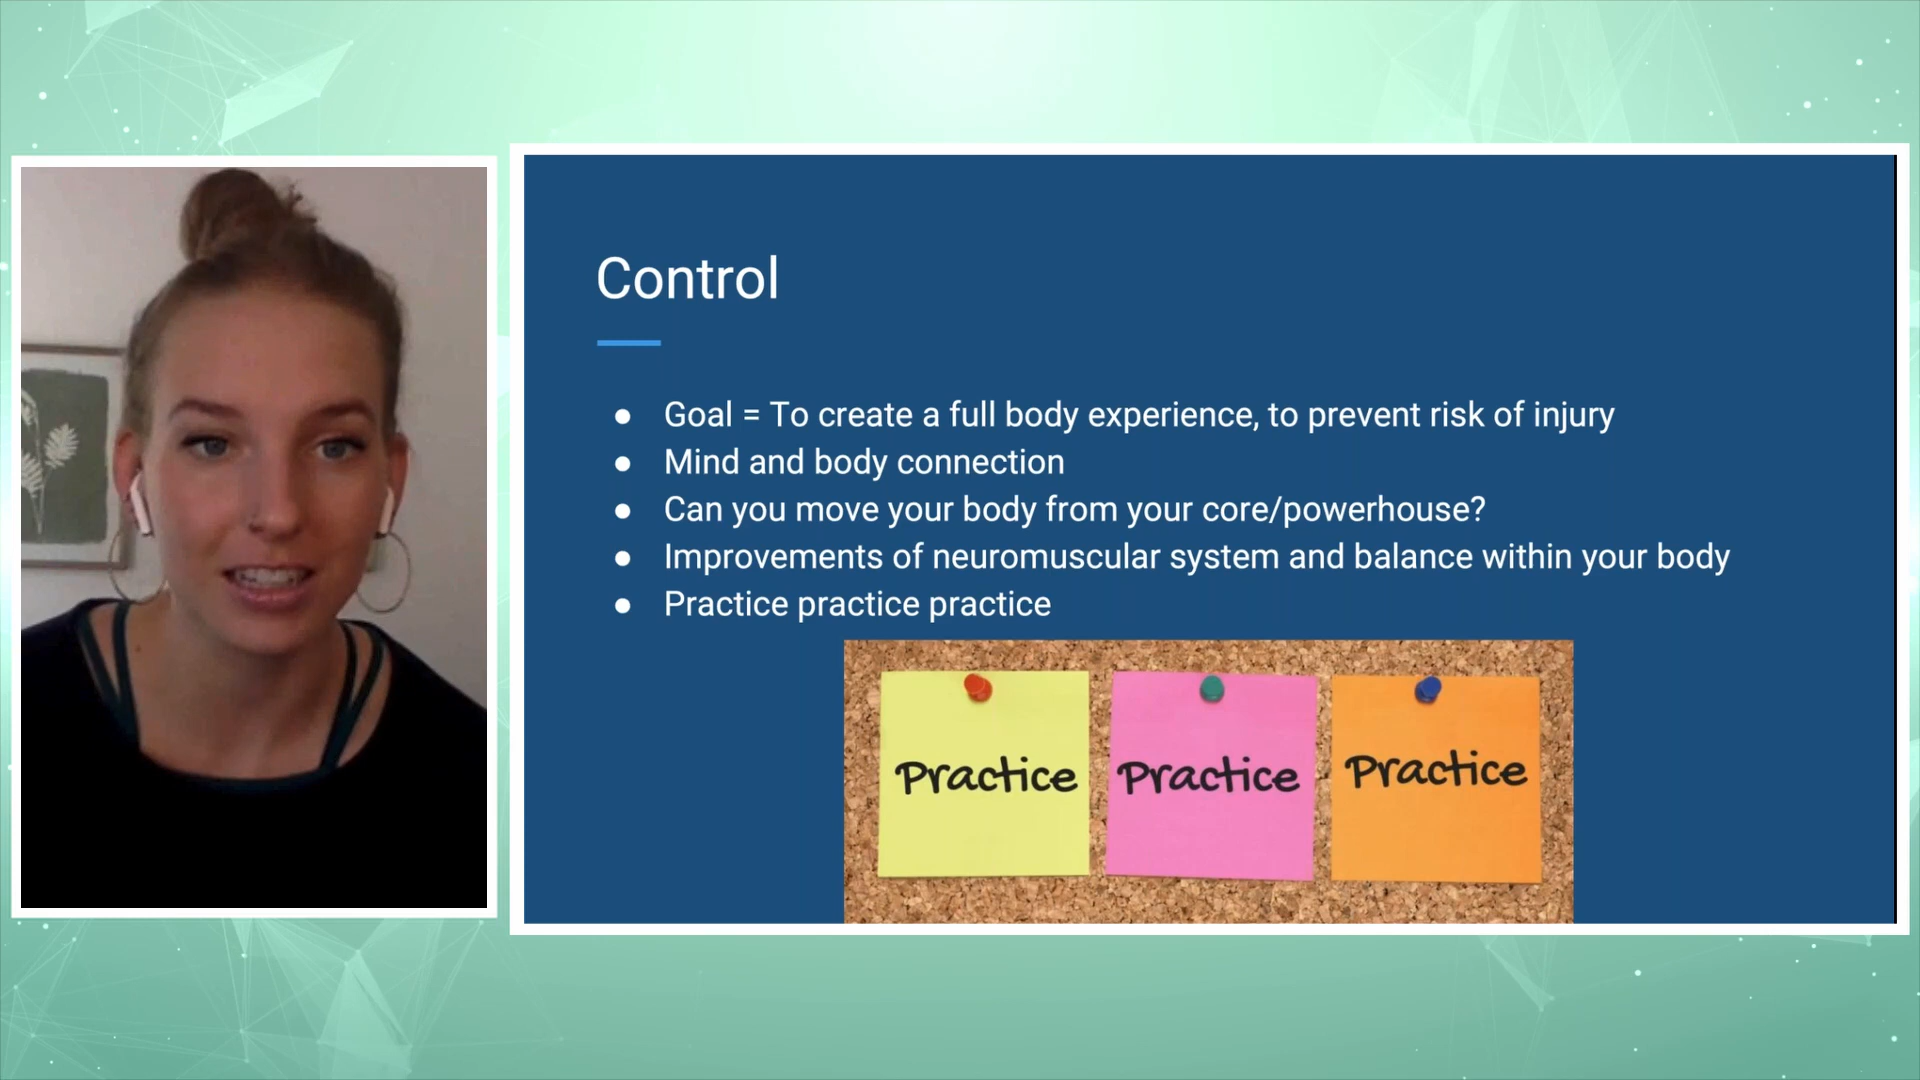 Control
● Goal = To create a full body experience, to prevent risk of injury
● Mind and body connection
● Can you move your body from your core/powerhouse?
● Improvements of neuromuscular system and balance within your body
● Practice practice practice
Practice Practice Practice